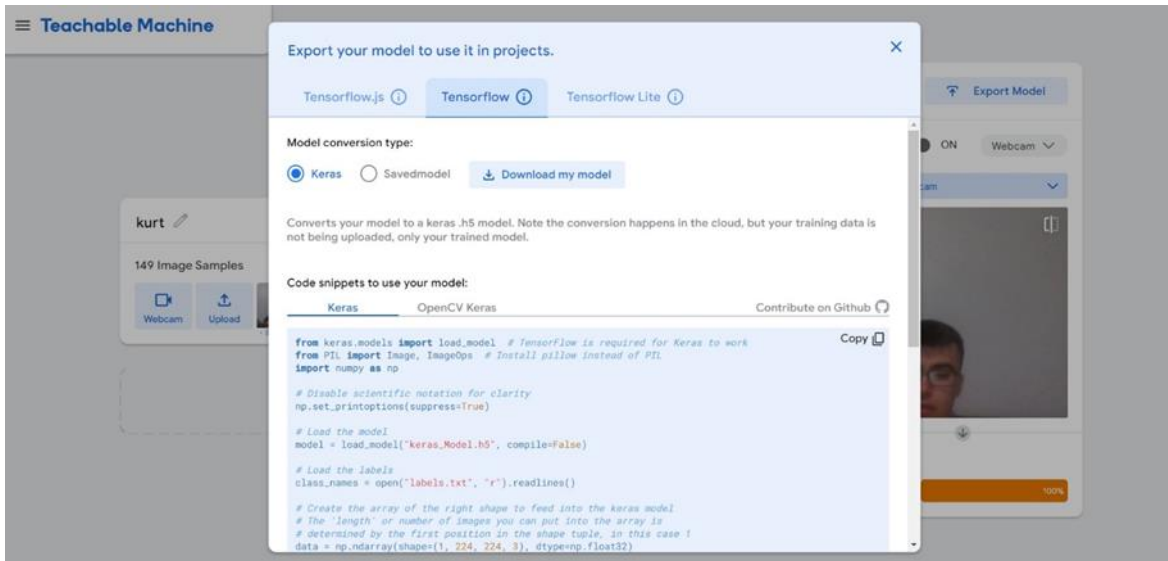 Teachable Machine
Export your model to use it in projects.
Tensorflow.js
Tensorflow
Tensorflow Lite
Export Model
Model conversion type:
ON
Webcam
Keras
Savedmodel
Download my model
kurt
Converts your model to a keras .h5 model. Note the conversion happens in the cloud, but your training data is
not being uploaded, only your trained model.
149 Image Samples
Code snippets to use your model:
Webcam
Upload
Keras
OpenCV Keras
Contribute on Github
Copy
from keras.models import load_model # TensorFlow is required for Keras to work
from PIL import Image, ImageOps # Install pillow instead of PIL
import numpy as np
# Disable scientific notation for clarity
np.set_printoptions(suppress=True)
# Load the model
model = load_model("keras_Model.h5", compile=False)
# Load the labels
class_names = open("labels.txt", "r").readlines()
# Create the array of the right shape to feed into the keras model
# The 'length' or number of images you can put into the array is
# determined by the first position in the shape tuple, in this case 1
data = np.ndarray(shape=(1, 224, 224, 3), dtype=np.float32)
100%